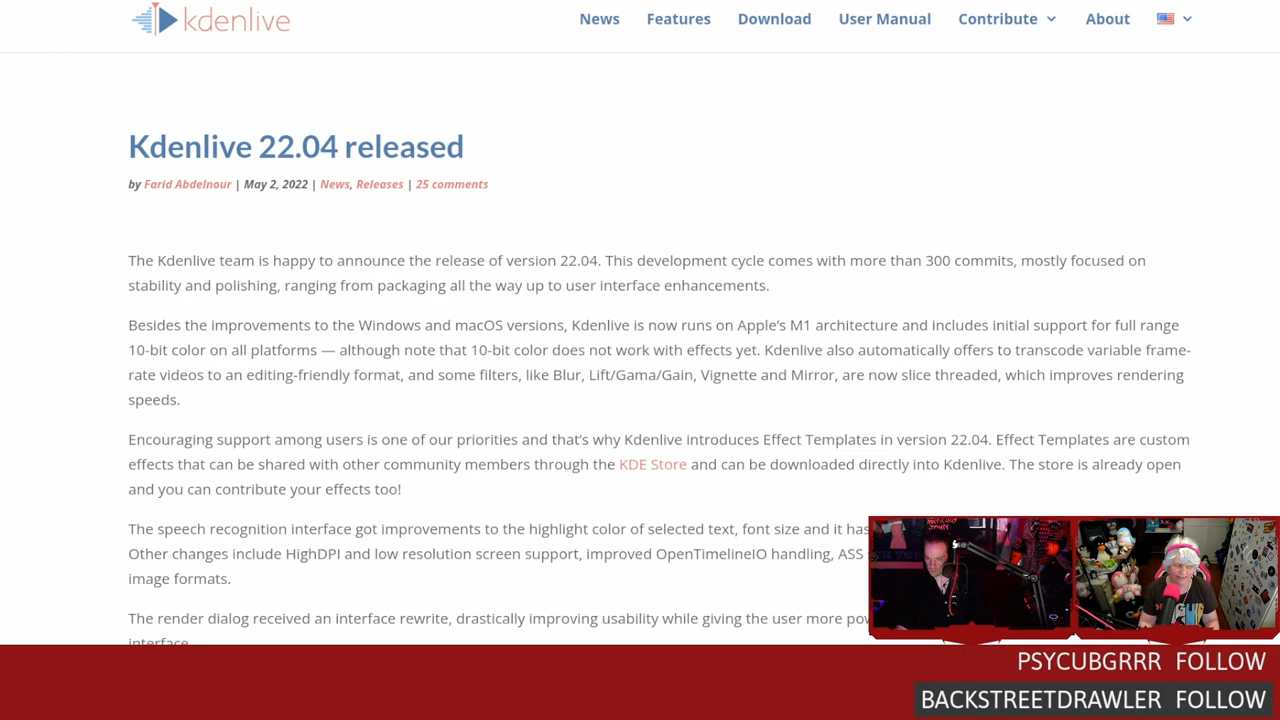 kdenlive
News Features Download User Manual Contribute About
Kdenlive 22.04 released
by Farid Abdelnour | May 2, 2022 | News, Releases | 25 comments
The Kdenlive team is happy to announce the release of version 22.04. This development cycle comes with more than 300 commits, mostly focused on
stability and polishing, ranging from packaging all the way up to user interface enhancements.
Besides the improvements to the Windows and macOS versions, Kdenlive is now runs on Apple's M1 architecture and includes initial support for full range
10-bit color on all platforms — although note that 10-bit color does not work with effects yet. Kdenlive also automatically offers to transcode variable frame-
rate videos to an editing-friendly format, and some filters, like Blur, Lift/Gama/Gain, Vignette and Mirror, are now slice threaded, which improves rendering
speeds.
Encouraging support among users is one of our priorities and that's why Kdenlive introduces Effect Templates in version 22.04. Effect Templates are custom
effects that can be shared with other community members through the KDE Store and can be downloaded directly into Kdenlive. The store is already open
and you can contribute your effects too!
The speech recognition interface got improvements to the highlight color of selected text, font size and it has
Other changes include HighDPI and low resolution screen support, improved OpenTimelineIO handling, ASS
image formats.
The render dialog received an interface rewrite, drastically improving usability while giving the user more pow
interface.
PSYCUBGRRR FOLLOW
BACKSTREETDRAWLER FOLLOW